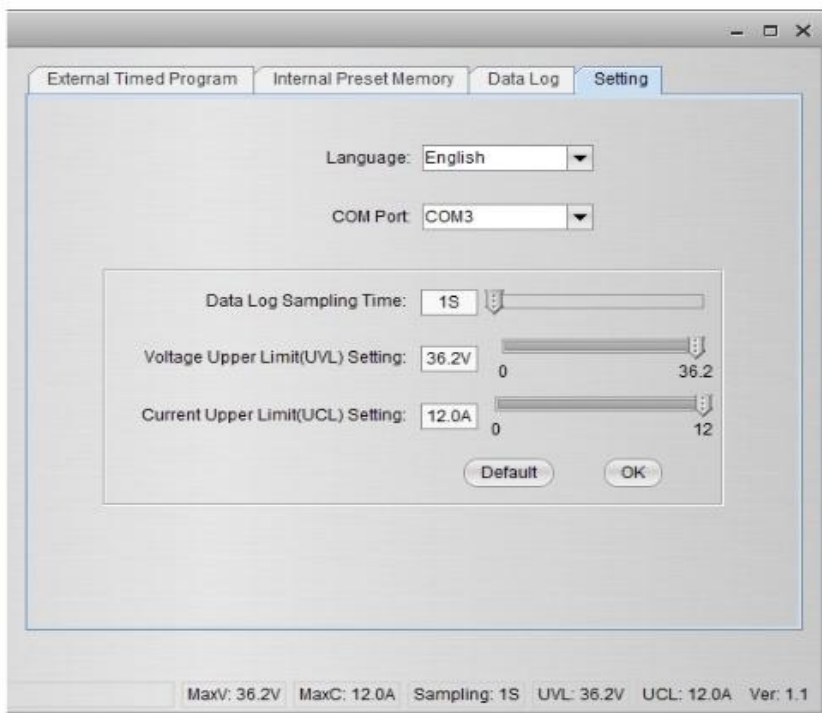 External Timed Program Internal Preset Memory Data Log Setting
Language: English
COM Port: COM3
Data Log Sampling Time: 1S
Voltage Upper Limit(UVL) Setting: 36.2V
0 36.2
Current Upper Limit(UCL) Setting: 12.0A
0 12
Default OK
MaxV: 36.2V MaxC: 12.0A Sampling: 1S UVL: 36.2V UCL: 12.0A Ver: 1.1